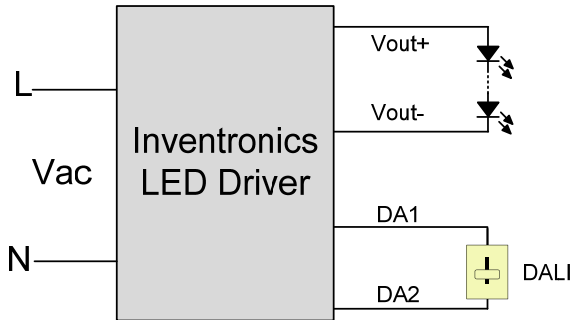 L
Vac
N
Inventronics
LED Driver
Vout+
Vout-
DA1
DA2
DALI